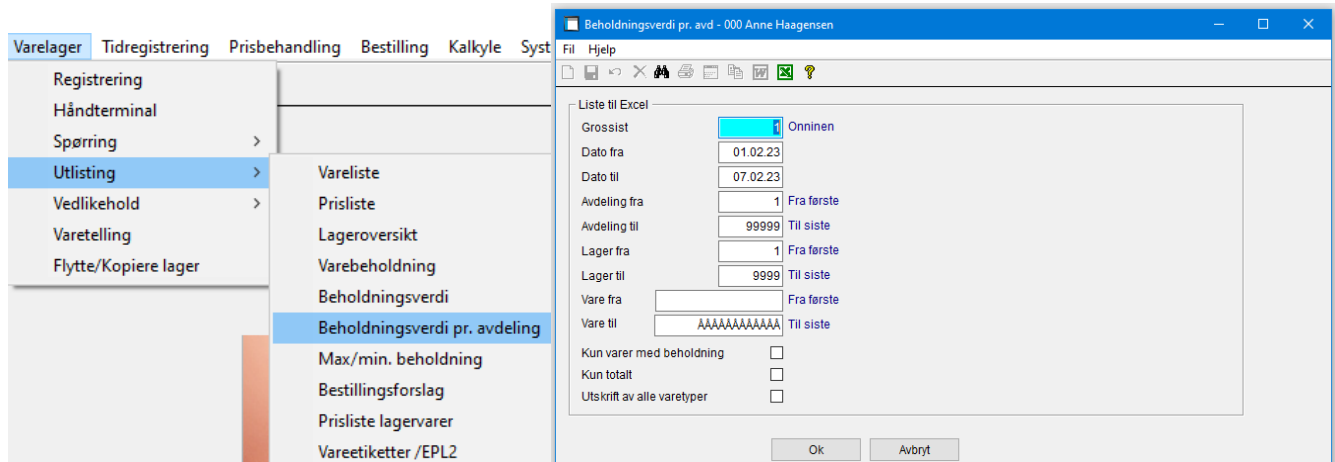 Varelager Tidregistrering Prisbehandling Bestilling Kalkyle Syst
Registrering
Håndterminal
Spørring
Utlisting
Vedlikehold
Varetelling
Flytte/Kopiere lager
Vareliste
Prisliste
Lageroversikt
Varebeholdning
Beholdningsverdi
Beholdningsverdi pr. avdeling
Max/min. beholdning
Bestillingsforslag
Prisliste lagervarer
Vareetiketter /EPL2
Beholdningsverdi pr. avd - 000 Anne Haagensen
Fil Hjelp
Liste til Excel
Grossist 1 Onninen
Dato fra 01.02.23
Dato til 07.02.23
Avdeling fra 1 Fra første
Avdeling til 99999 Til siste
Lager fra 1 Fra første
Lager til 9999 Til siste
Vare fra Fra første
Vare til ÅÅÅÅÅÅÅÅÅÅÅÅ Til siste
Kun varer med beholdning
Kun totalt
Utskrift av alle varetyper
Ok Avbryt